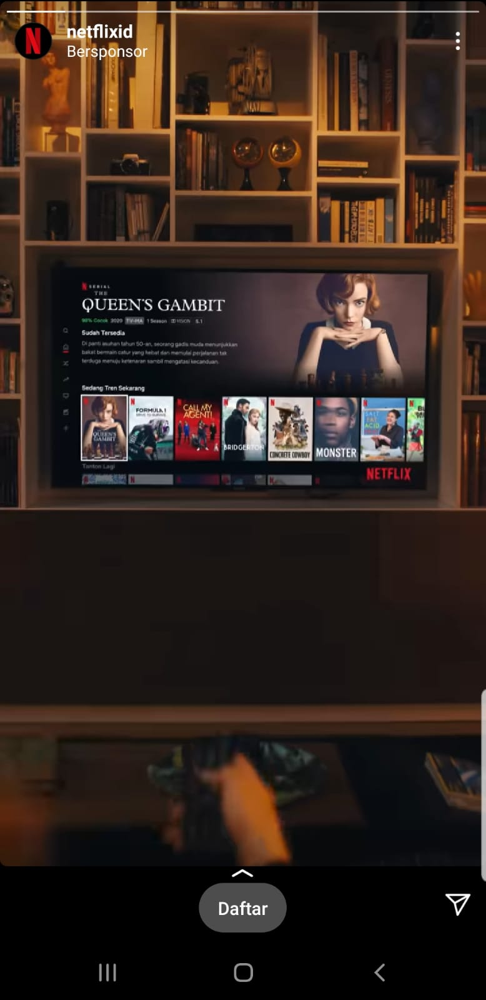 netflixid
Bersponsor
N SERIAL
THE
QUEEN'S GAMBIT
98% Cocok 2020 TV-MA 1 Season VISION 5.1
Sudah Tersedia
Di panti asuhan tahun 50-an, seorang gadis muda menunjukkan
bakat bermain catur yang hebat dan memulai perjalanan tak
terduga menuju ketenaran sambil mengatasi kecanduan.
Sedang Tren Sekarang
QUEEN'S
GAMBIT
FORMULA 1
DRIVE TO SURVIVE
CALL MY
AGENT!
BRIDGERTON
CONCRETE COWBOY
MONSTER
SALT
FAT
ACID
Tonton Lagi
NETFLIX
Daftar